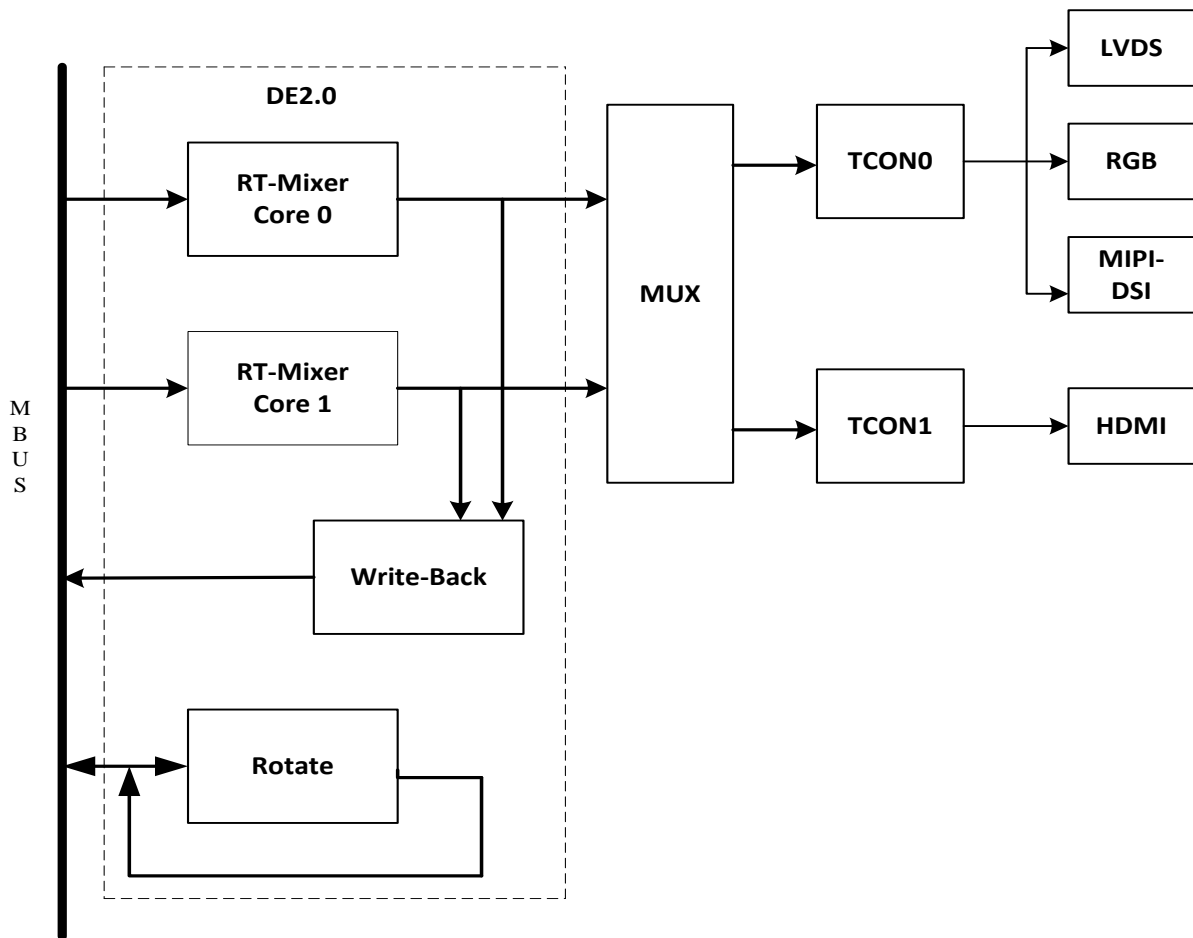 DE2.0
RT-Mixer
Core 0
RT-Mixer
Core 1
Write-Back
Rotate
M
B
U
S
MUX
TCON0
TCON1
LVDS
RGB
MIPI-
DSI
HDMI